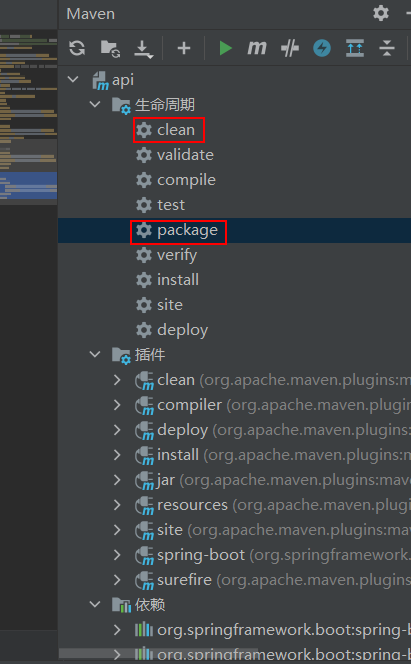 Maven
api
生命周期
clean
validate
compile
test
package
verify
install
site
deploy
插件
clean (org.apache.maven.plugins:ma
compiler (org.apache.maven.plugins
deploy (org.apache.maven.plugins:
install (org.apache.maven.plugins:m
jar (org.apache.maven.plugins:mave
resources (org.apache.maven.plugin
site (org.apache.maven.plugins:mav
spring-boot (org.springframework.
surefire (org.apache.maven.plugins:
依赖
org.springframework.boot:spring-b
org.springframework.boot:spring-b